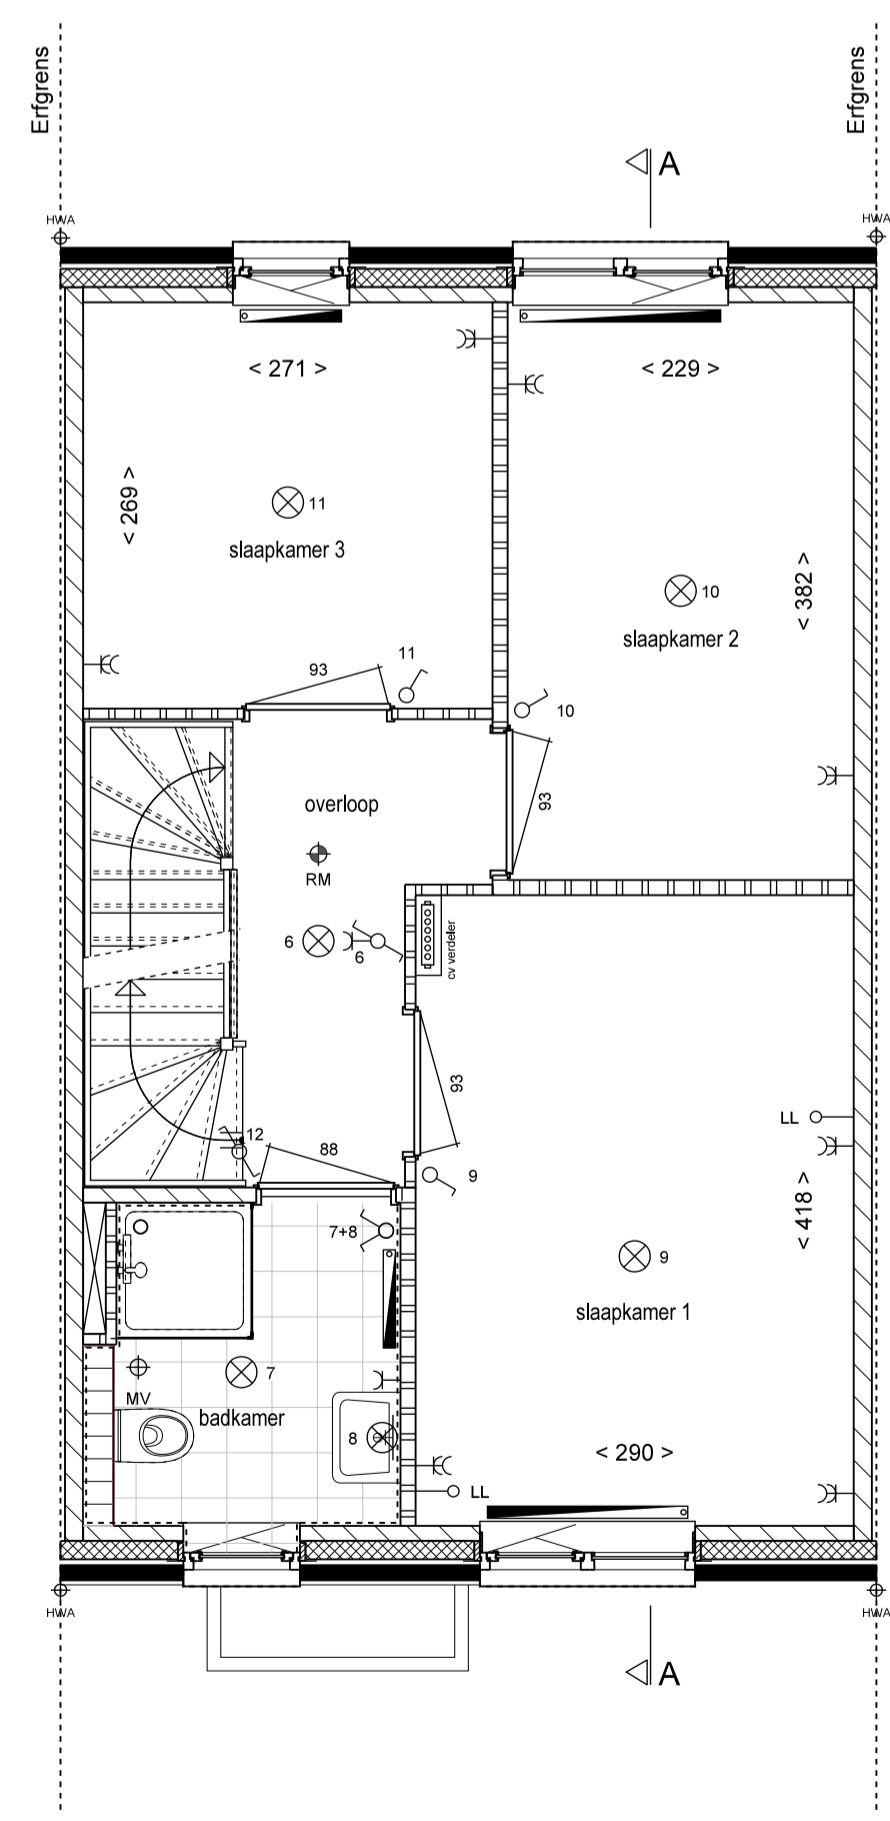 Erfgrens
Erfgrens
A
HWA
HWA
< 271 >
< 229 >
< 269 >
11
slaapkamer 3
< 382 >
10
slaapkamer 2
11
93
10
overloop
93
RM
6
6
cv verdeler
93
LL
12
88
9
< 418 >
7+8
9
slaapkamer 1
7
MV
badkamer
8
< 290 >
LL
HWA
HWA
A